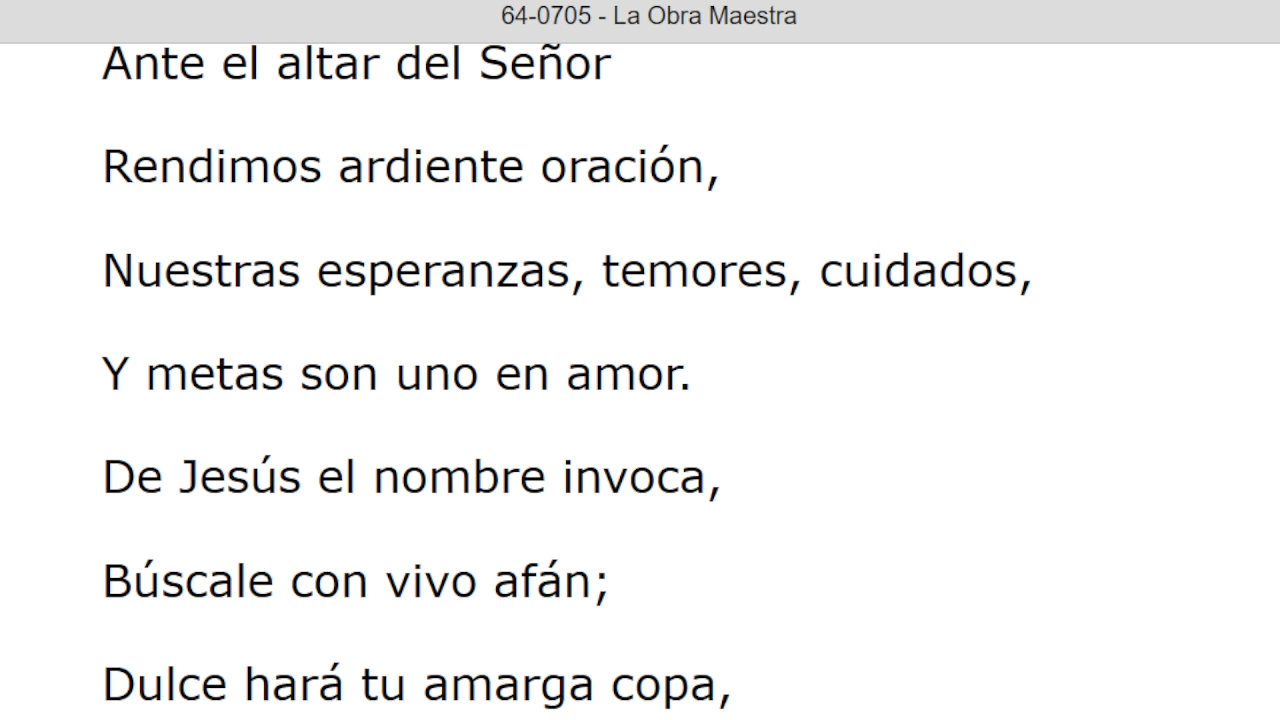 64-0705 - La Obra Maestra
Ante el altar del Señor
Rendimos ardiente oración,
Nuestras esperanzas, temores, cuidados,
Y metas son uno en amor.
De Jesús el nombre invoca,
Búscale con vivo afán;
Dulce hará tu amarga copa,